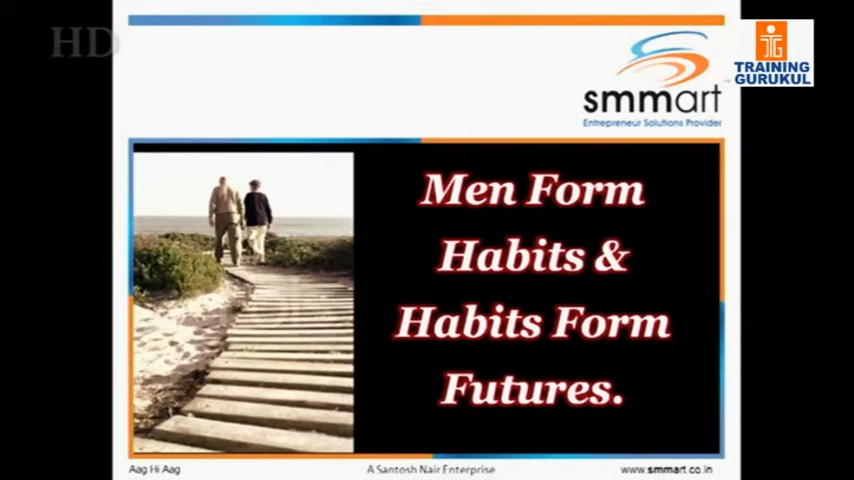 HD
TRAINING
GURUKUL
smmart
Entrepreneur Solutions Provider
Men Form
Habits &
Habits Form
Futures.
Aag Hi Aag
A Santosh Nair Enterprise
www.smmart.co.in